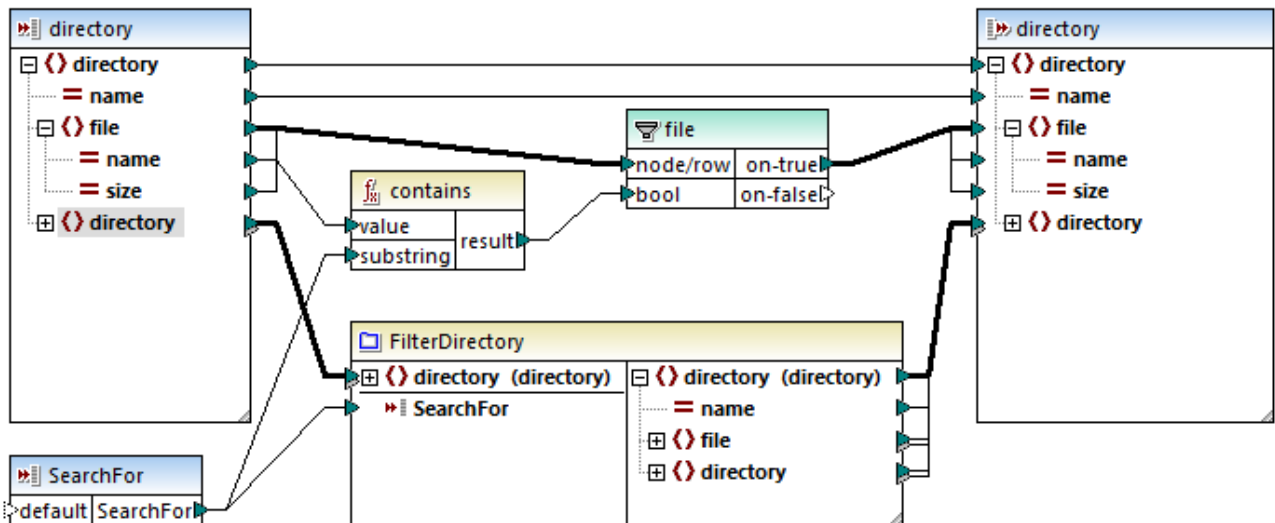 directory
directory
name
file
name
size
directory
contains
value
substring
result
file
node/row
on-true
bool
on-false
FilterDirectory
directory (directory)
SearchFor
directory (directory)
name
file
directory
SearchFor
default
SearchFor
directory
directory
name
file
name
size
directory